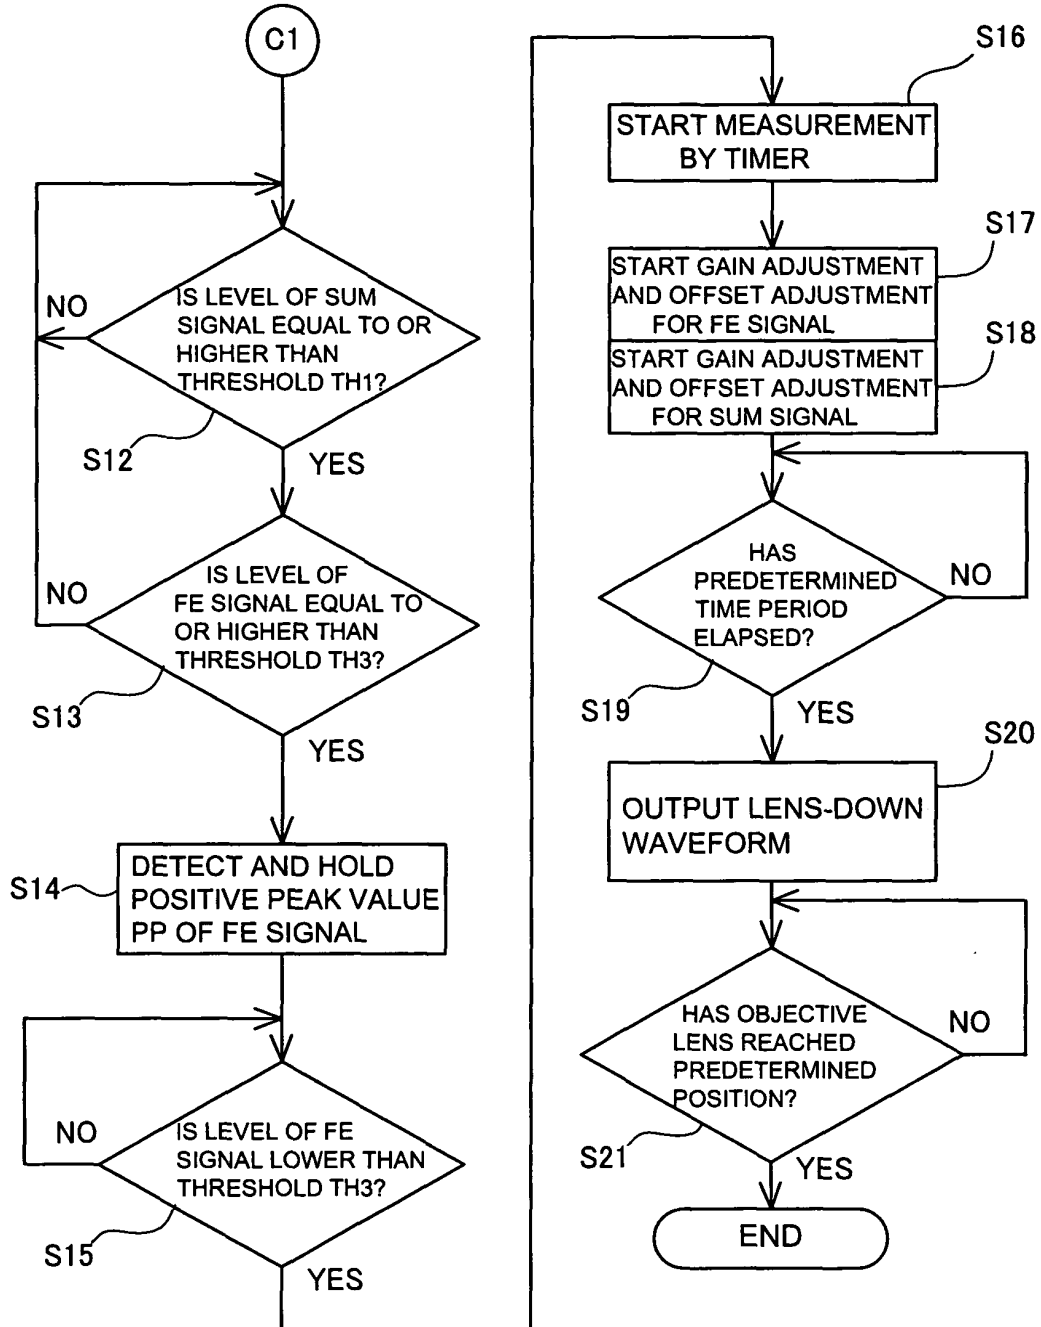 C1
IS LEVEL OF SUM
SIGNAL EQUAL TO OR
HIGHER THAN
THRESHOLD TH1?
NO
S12
YES
IS LEVEL OF
FE SIGNAL EQUAL TO
OR HIGHER THAN
THRESHOLD TH3?
NO
S13
YES
S14
DETECT AND HOLD
POSITIVE PEAK VALUE
PP OF FE SIGNAL
IS LEVEL OF FE
SIGNAL LOWER THAN
THRESHOLD TH3?
NO
S15
YES
S16
START MEASUREMENT
BY TIMER
S17
START GAIN ADJUSTMENT
AND OFFSET ADJUSTMENT
FOR FE SIGNAL
S18
START GAIN ADJUSTMENT
AND OFFSET ADJUSTMENT
FOR SUM SIGNAL
HAS
PREDETERMINED
TIME PERIOD
ELAPSED?
NO
S19
YES
S20
OUTPUT LENS-DOWN
WAVEFORM
HAS OBJECTIVE
LENS REACHED
PREDETERMINED
POSITION?
NO
S21
YES
END